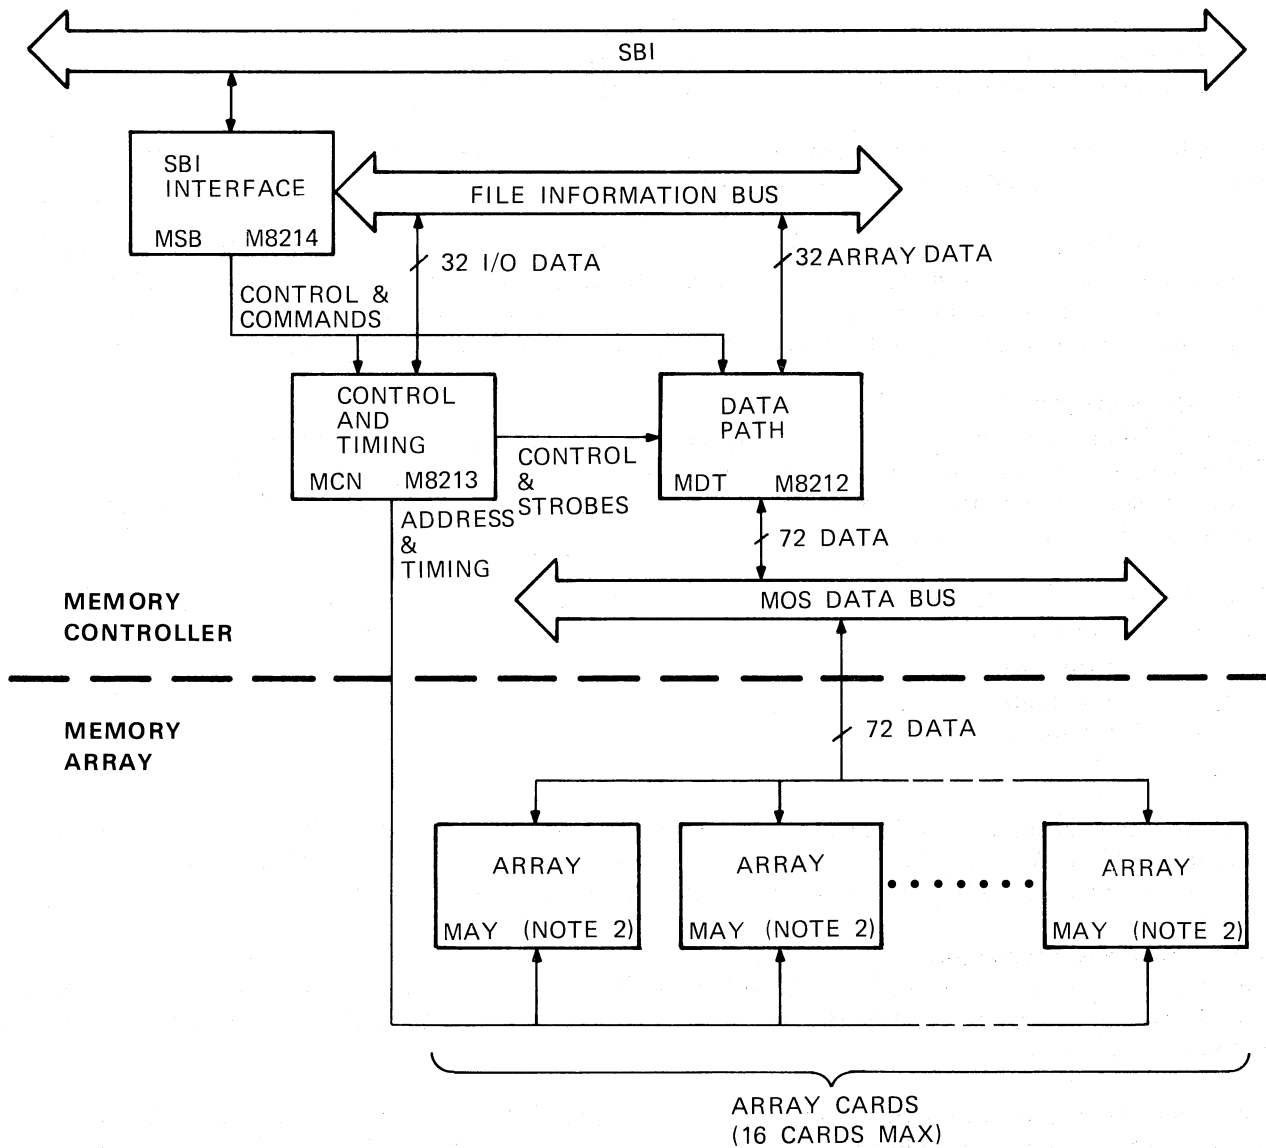 SBI
SBI
INTERFACE
MSB M8214
FILE INFORMATION BUS
32 I/O DATA
32 ARRAY DATA
CONTROL &
COMMANDS
CONTROL
AND
TIMING
MCN M8213
DATA
PATH
MDT M8212
CONTROL
&
STROBES
ADDRESS
&
TIMING
72 DATA
MOS DATA BUS
MEMORY
CONTROLLER
MEMORY
ARRAY
72 DATA
ARRAY
MAY (NOTE 2)
ARRAY
MAY (NOTE 2)
ARRAY
MAY (NOTE 2)
ARRAY CARDS
(16 CARDS MAX)